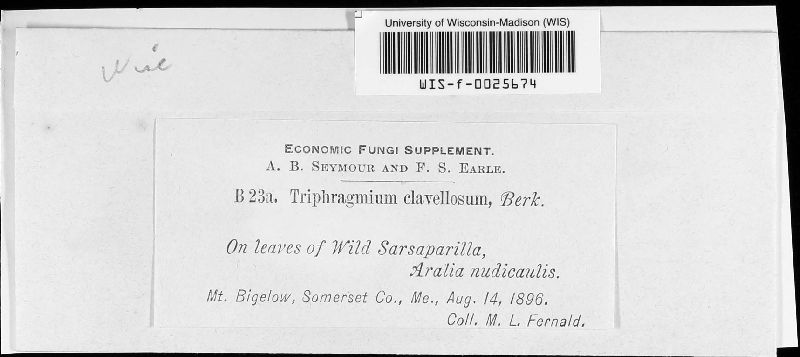 University of Wisconsin-Madison (WIS)
WIS-f-0025674
Wisc
ECONOMIC FUNGI SUPPLEMENT.
A. B. SEYMOUR AND F. S. EARLE.
B 23a. Triphragmium clavellosum, Berk.
On leaves of Wild Sarsaparilla,
Aralia nudicaulis.
Mt. Bigelow, Somerset Co., Me., Aug. 14, 1896.
Coll. M. L. Fernald.